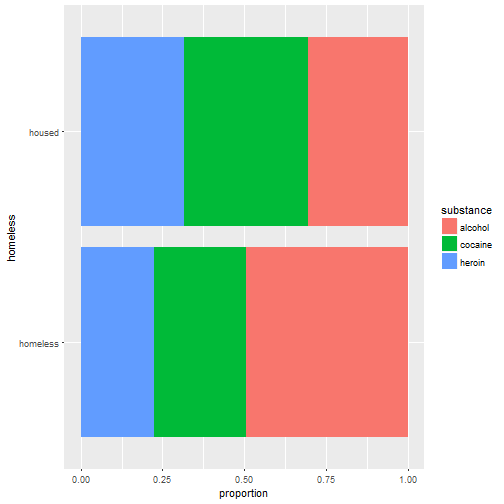 housed
homeless
homeless
0.00 0.25 0.50 0.75 1.00
proportion
substance
alcohol
cocaine
heroin